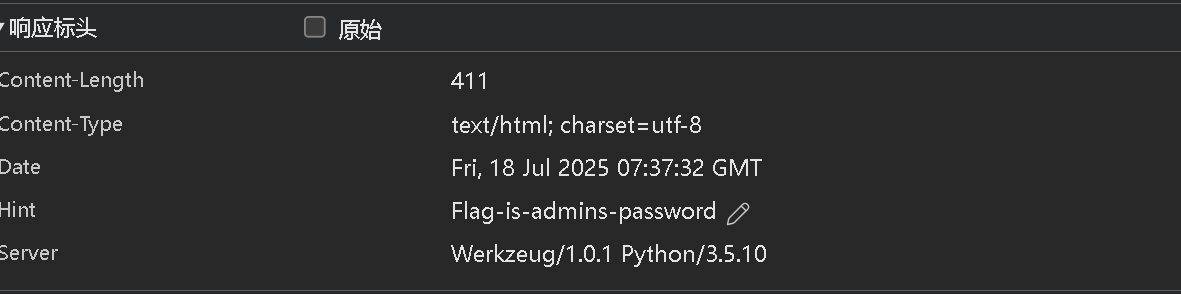 响应标头 原始
Content-Length 411
Content-Type text/html; charset=utf-8
Date Fri, 18 Jul 2025 07:37:32 GMT
Hint Flag-is-admins-password
Server Werkzeug/1.0.1 Python/3.5.10